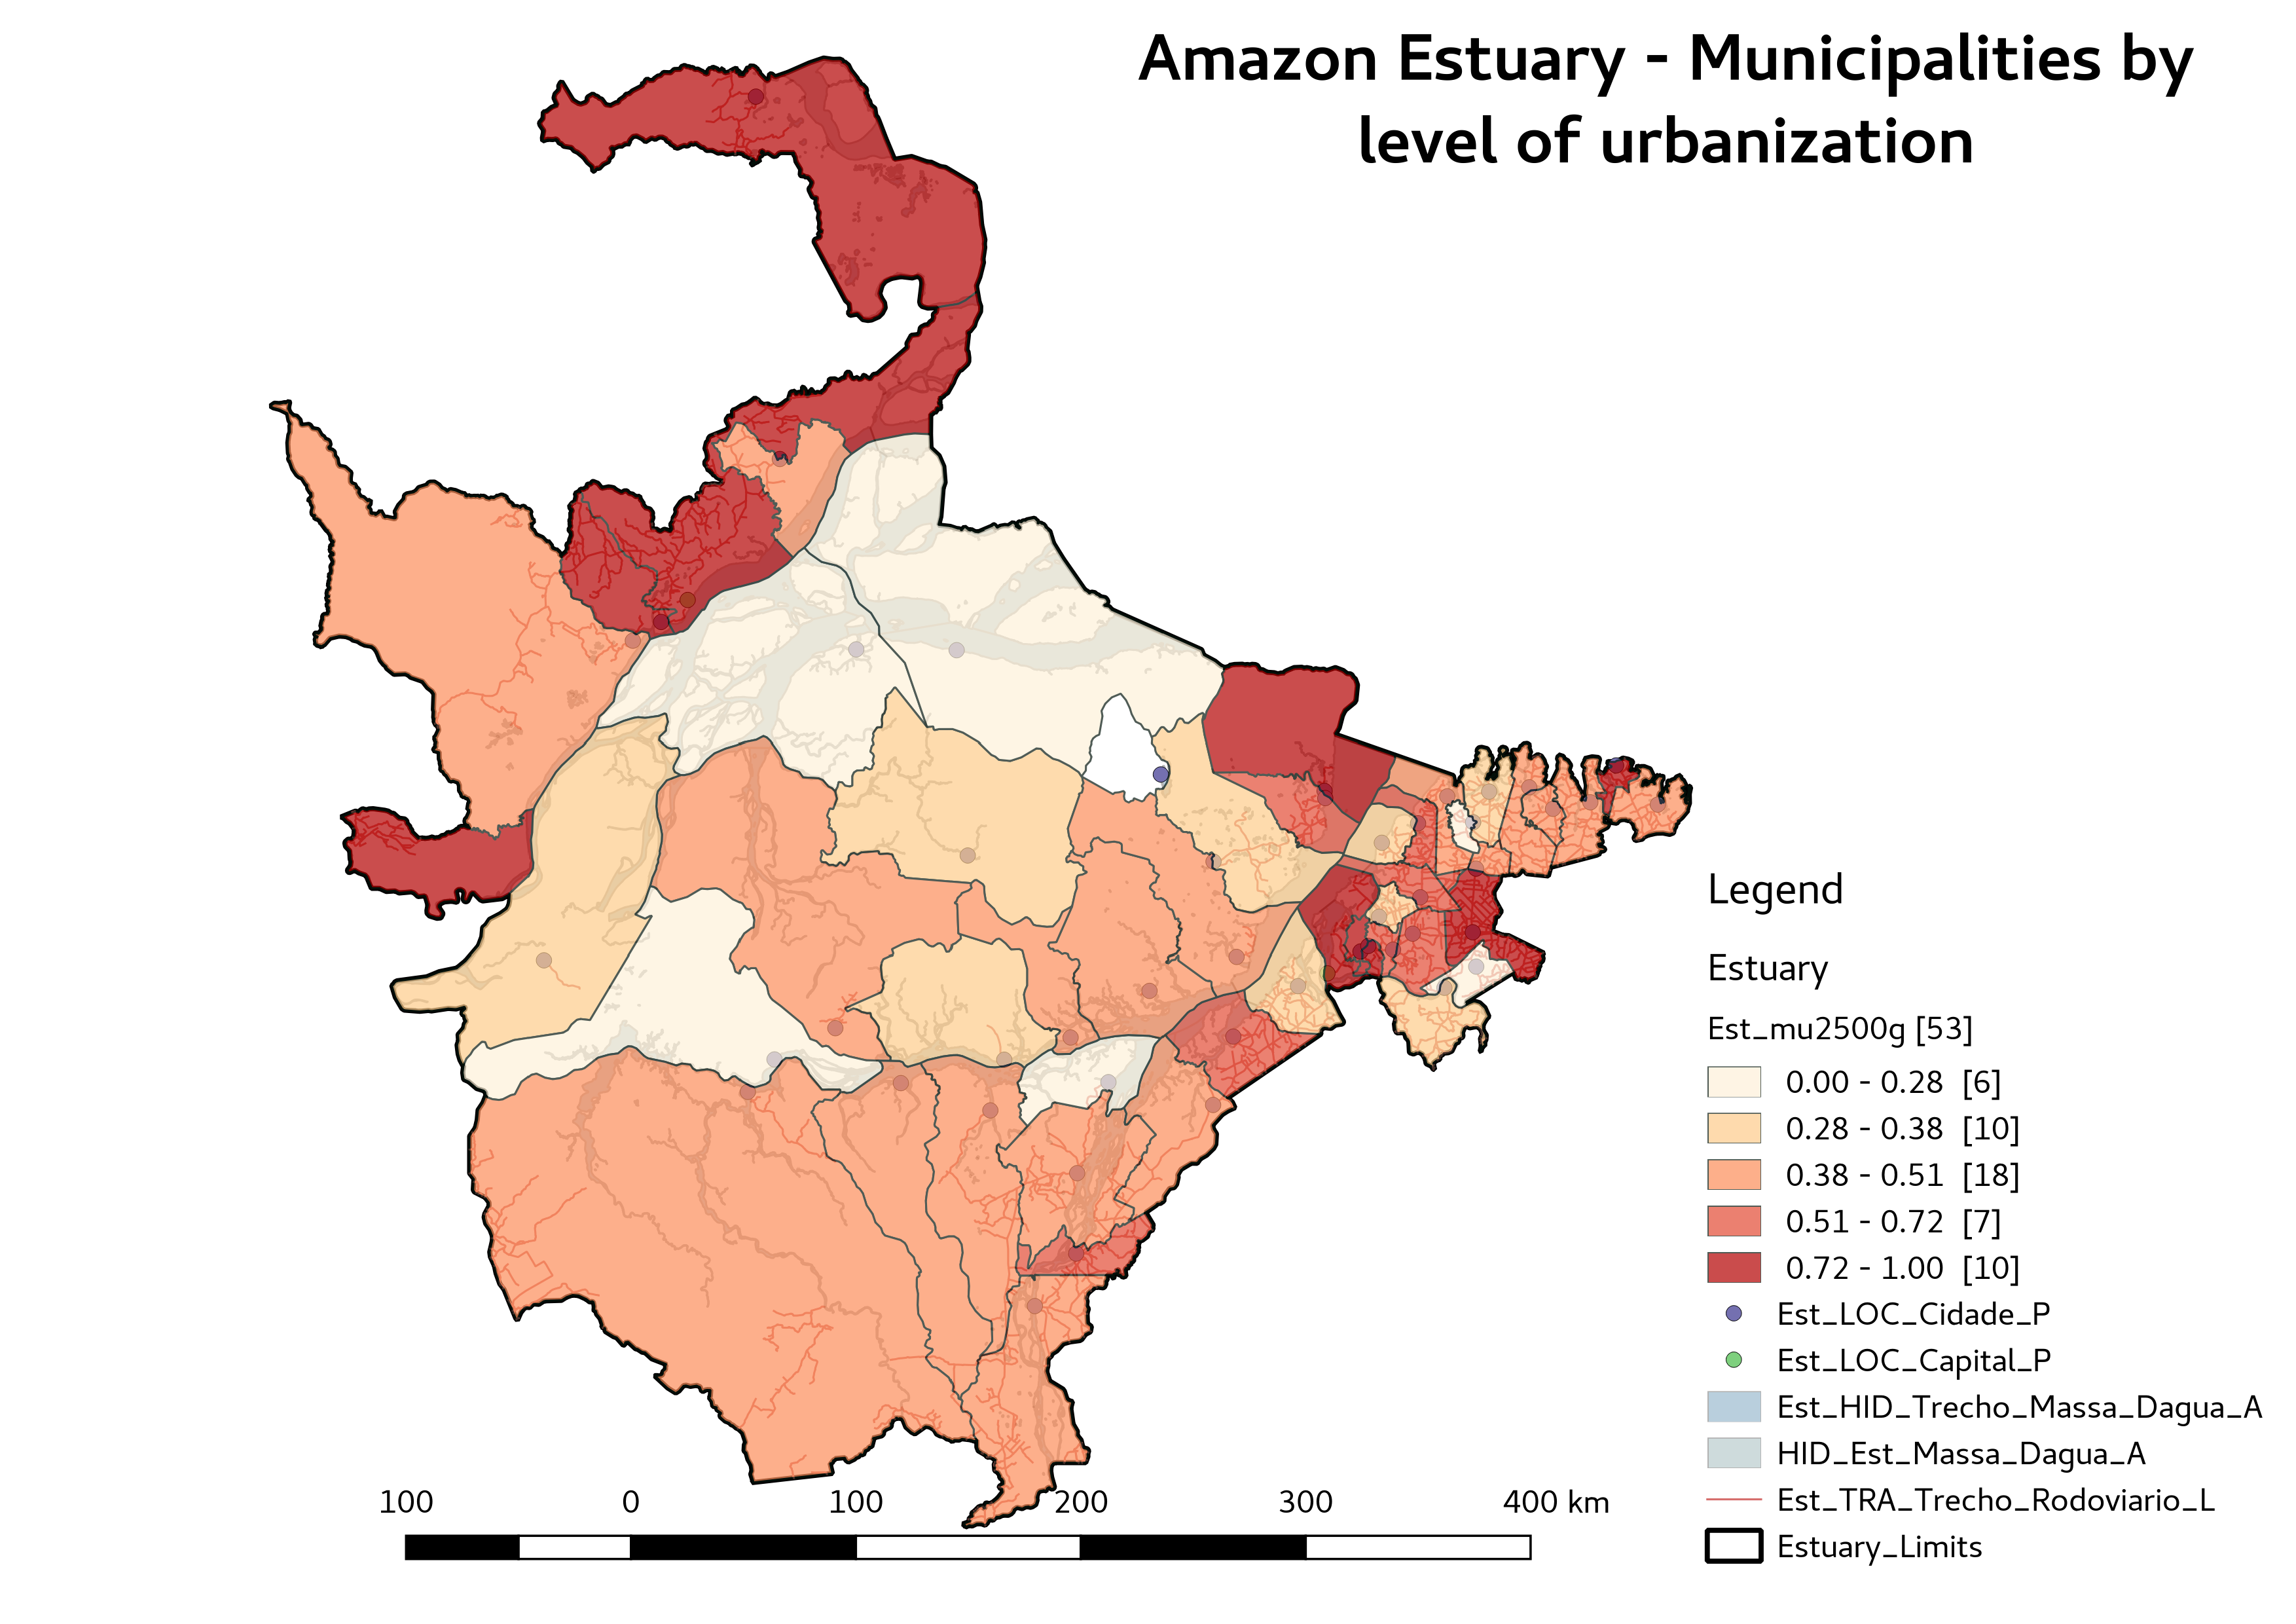 Amazon Estuary - Municipalities by
level of urbanization
Legend
Estuary
Est_mu2500g [53]
0.00 - 0.28 [6]
0.28 - 0.38 [10]
0.38 - 0.51 [18]
0.51 - 0.72 [7]
0.72 - 1.00 [10]
Est_LOC_Cidade_P
Est_LOC_Capital_P
Est_HID_Trecho_Massa_Dagua_A
HID_Est_Massa_Dagua_A
Est_TRA_Trecho_Rodoviario_L
Estuary_Limits
100 0 100 200 300 400 km